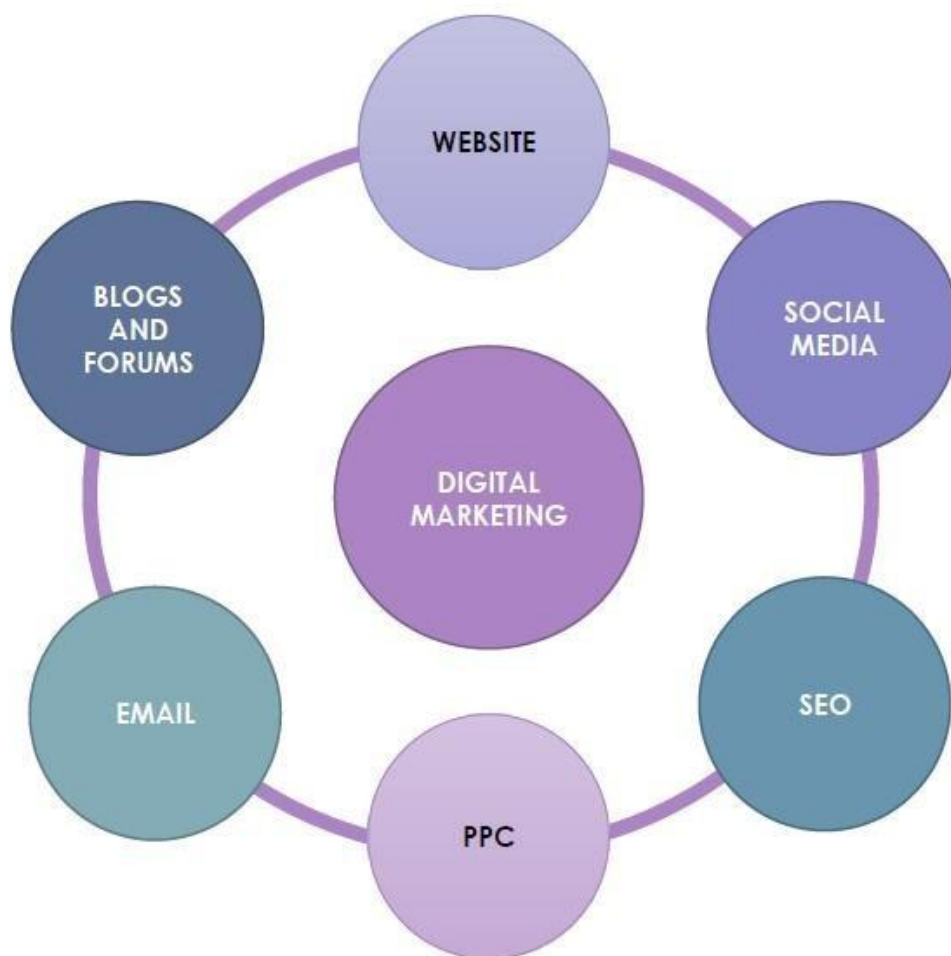 WEBSITE
SOCIAL
MEDIA
SEO
PPC
EMAIL
BLOGS
AND
FORUMS
DIGITAL
MARKETING